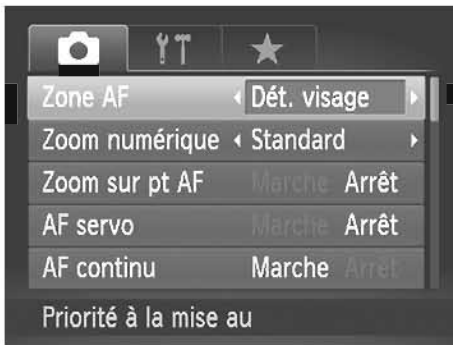 Zone AF Dét. visage
Zoom numérique Standard
Zoom sur pt AF Marche Arrêt
AF servo Marche Arrêt
AF continu Marche Arrêt
Priorité à la mise au